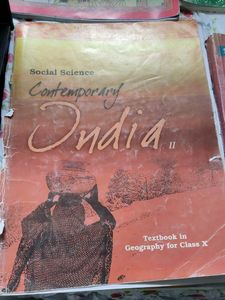 Social Science
Contemporary
India II
Textbook in
Geography for Class X